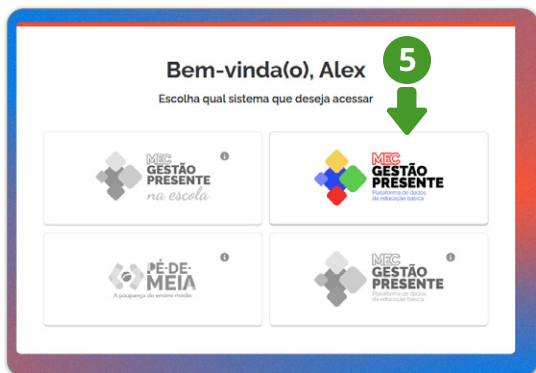 Bem-vinda(o), Alex
5
Escolha qual sistema que deseja acessar
MEC
GESTÃO
PRESENTE
na escola
MEC
GESTÃO
PRESENTE
Plataforma de dados
da educação básica
PÉ-DE-
MEIA
A poupança do ensino médio
MEC
GESTÃO
PRESENTE
Plataforma de dados
da educação básica